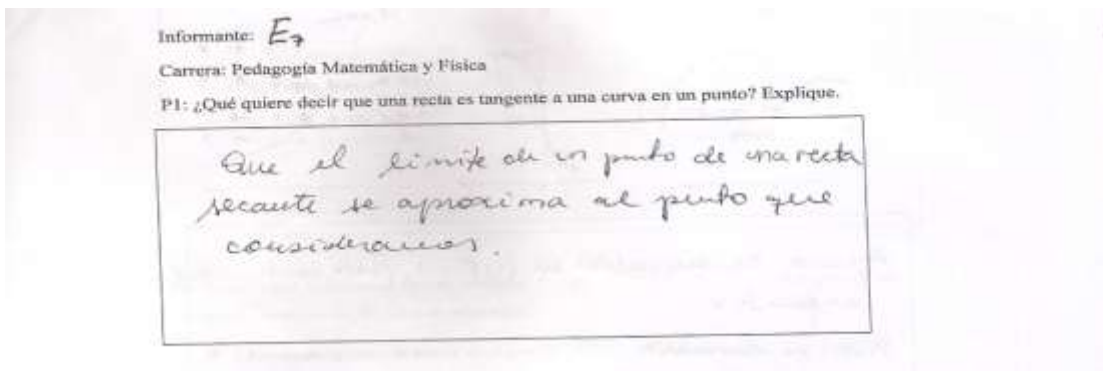 Informante: E7
Carrera: Pedagogía Matemática y Física
P1: ¿Qué quiere decir que una recta es tangente a una curva en un punto? Explique.
Que el límite de un punto de una recta
secante se aproxima al punto que
consideramos.